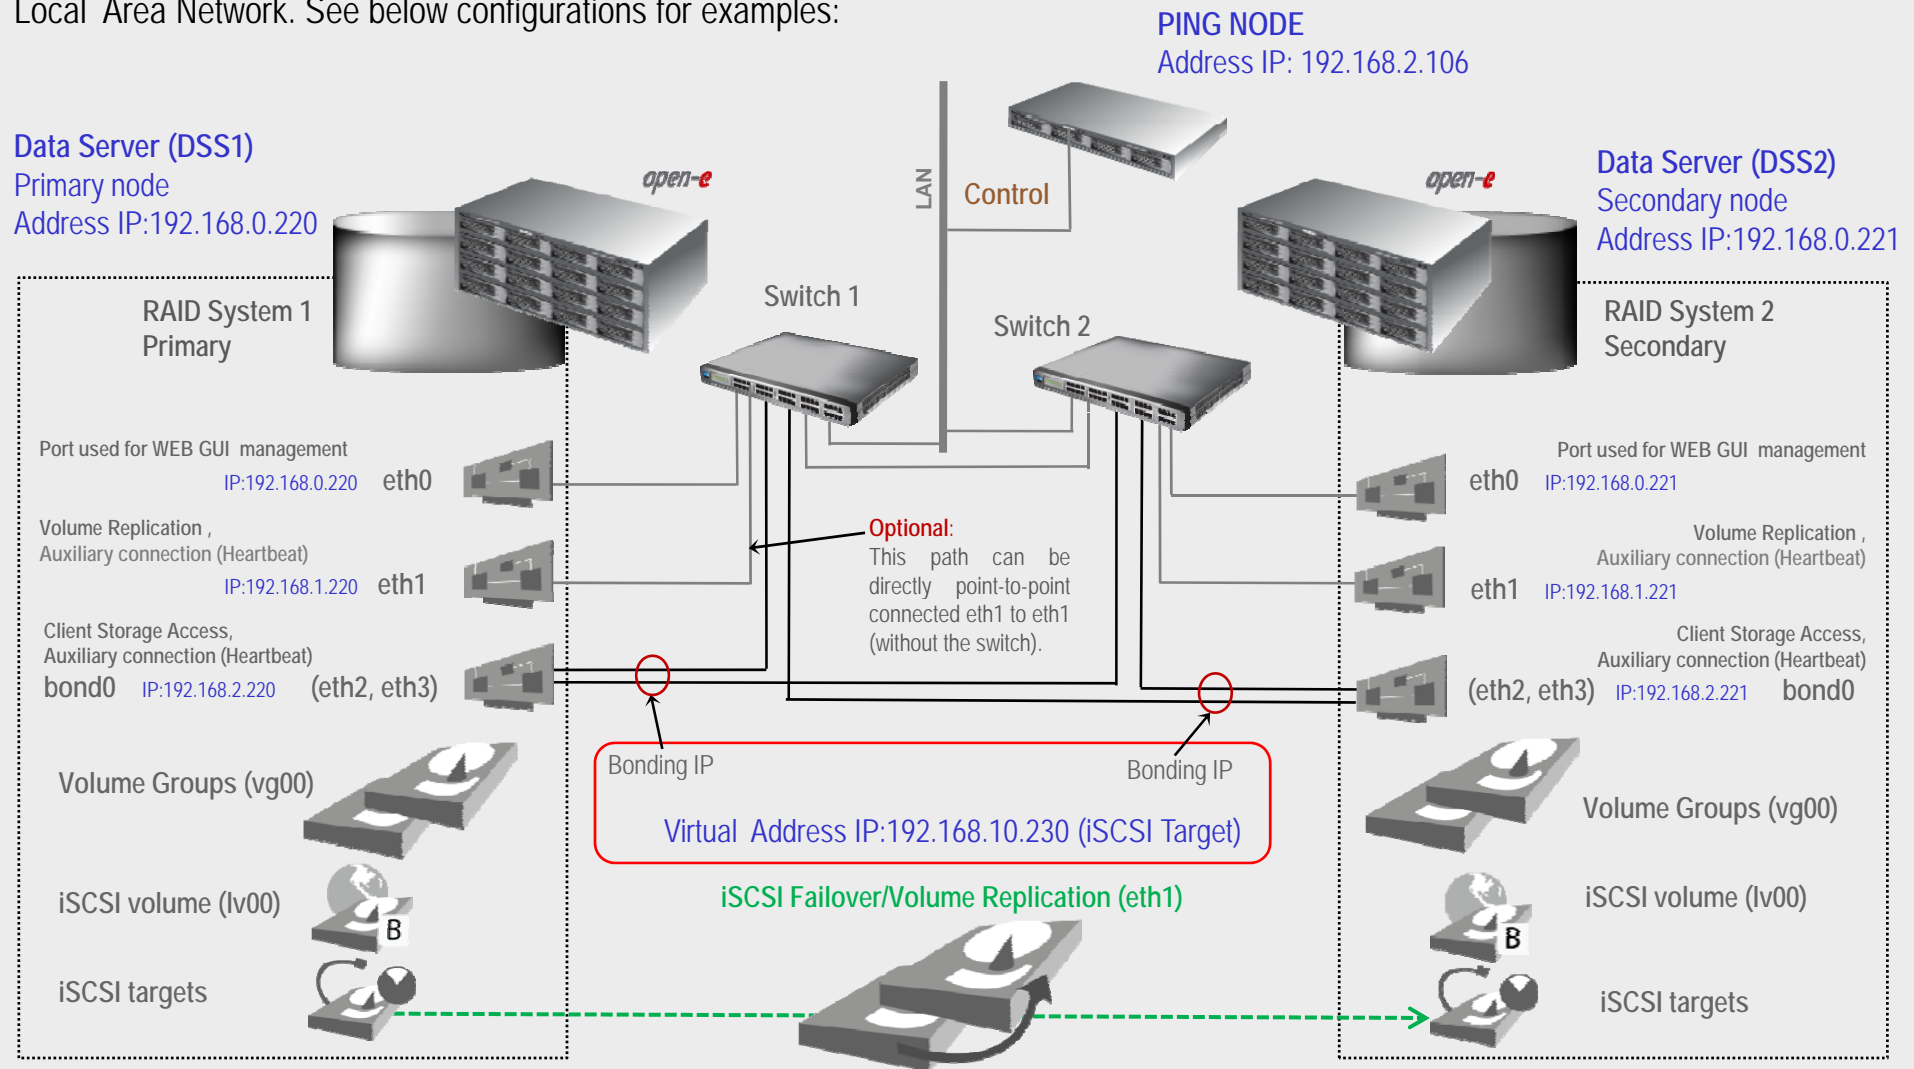 Local Area Network. See below configurations for examples:
PING NODE
Address IP: 192.168.2.106
Data Server (DSS1)
Primary node
Address IP:192.168.0.220
open-e
LAN
Control
open-e
Data Server (DSS2)
Secondary node
Address IP:192.168.0.221
RAID System 1
Primary
Switch 1
Switch 2
RAID System 2
Secondary
Port used for WEB GUI management
IP:192.168.0.220 eth0
Volume Replication ,
Auxiliary connection (Heartbeat)
IP:192.168.1.220 eth1
Client Storage Access,
Auxiliary connection (Heartbeat)
bond0 IP:192.168.2.220 (eth2, eth3)
Optional:
This path can be
directly point-to-point
connected eth1 to eth1
(without the switch).
Port used for WEB GUI management
eth0 IP:192.168.0.221
Volume Replication ,
Auxiliary connection (Heartbeat)
eth1 IP:192.168.1.221
Client Storage Access,
Auxiliary connection (Heartbeat)
(eth2, eth3) IP:192.168.2.221 bond0
Bonding IP
Bonding IP
Virtual Address IP:192.168.10.230 (iSCSI Target)
iSCSI Failover/Volume Replication (eth1)
Volume Groups (vg00)
iSCSI volume (lv00)
B
iSCSI targets
Volume Groups (vg00)
iSCSI volume (lv00)
B
iSCSI targets